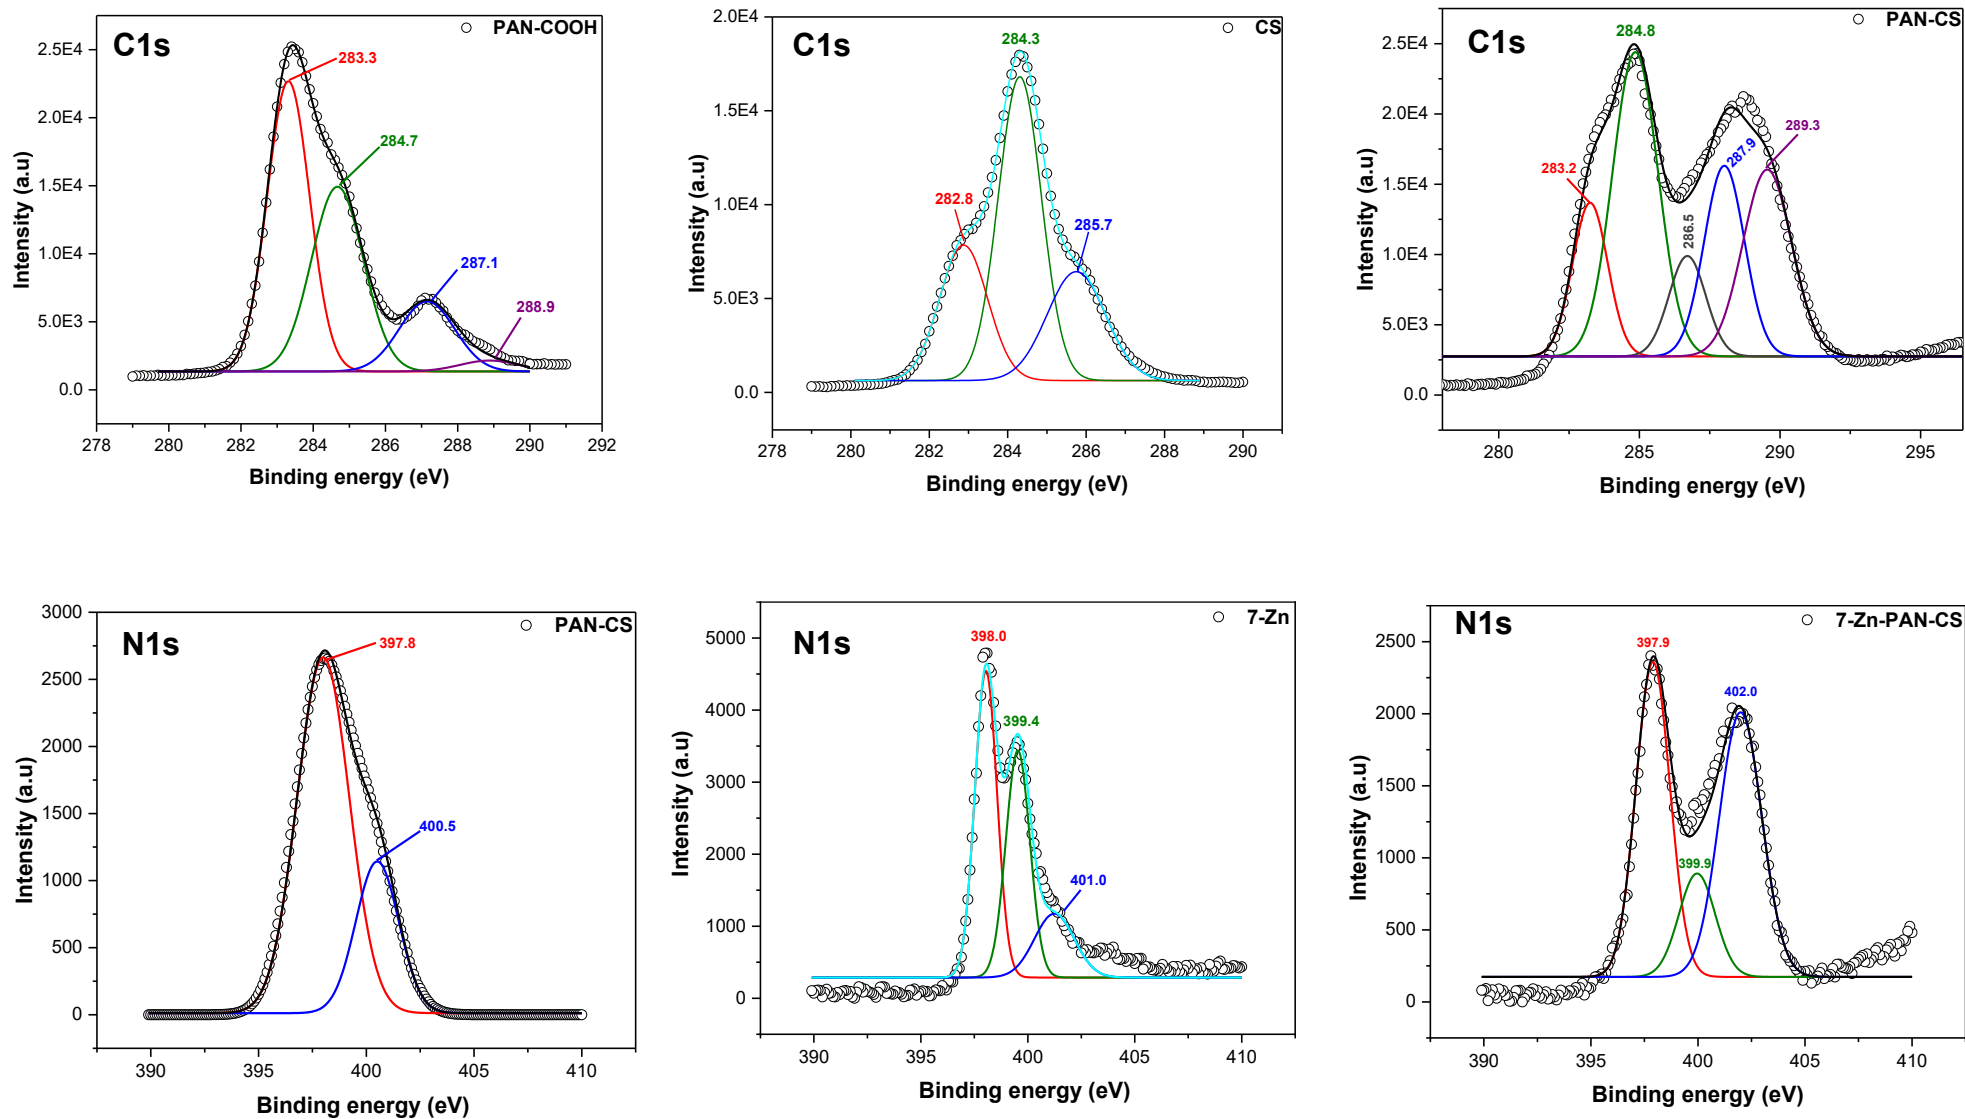 C1s
PAN-COOH
283.3
284.7
287.1
288.9
2.5E4
2.0E4
1.5E4
1.0E4
5.0E3
0.0
Intensity (a.u)
278 280 282 284 286 288 290 292
Binding energy (eV)
C1s
CS
284.3
282.8
285.7
2.0E4
1.5E4
1.0E4
5.0E3
0.0
Intensity (a.u)
278 280 282 284 286 288 290
Binding energy (eV)
C1s
PAN-CS
284.8
283.2
286.5
287.9
289.3
2.5E4
2.0E4
1.5E4
1.0E4
5.0E3
0.0
Intensity (a.u)
280 285 290 295
Binding energy (eV)
N1s
PAN-CS
397.8
400.5
3000
2500
2000
1500
1000
500
0
Intensity (a.u)
390 395 400 405 410
Binding energy (eV)
N1s
7-Zn
398.0
399.4
401.0
5000
4000
3000
2000
1000
0
Intensity (a.u)
390 395 400 405 410
Binding energy (eV)
N1s
7-Zn-PAN-CS
397.9
402.0
399.9
2500
2000
1500
1000
500
0
Intensity (a.u)
390 395 400 405 410
Binding energy (eV)